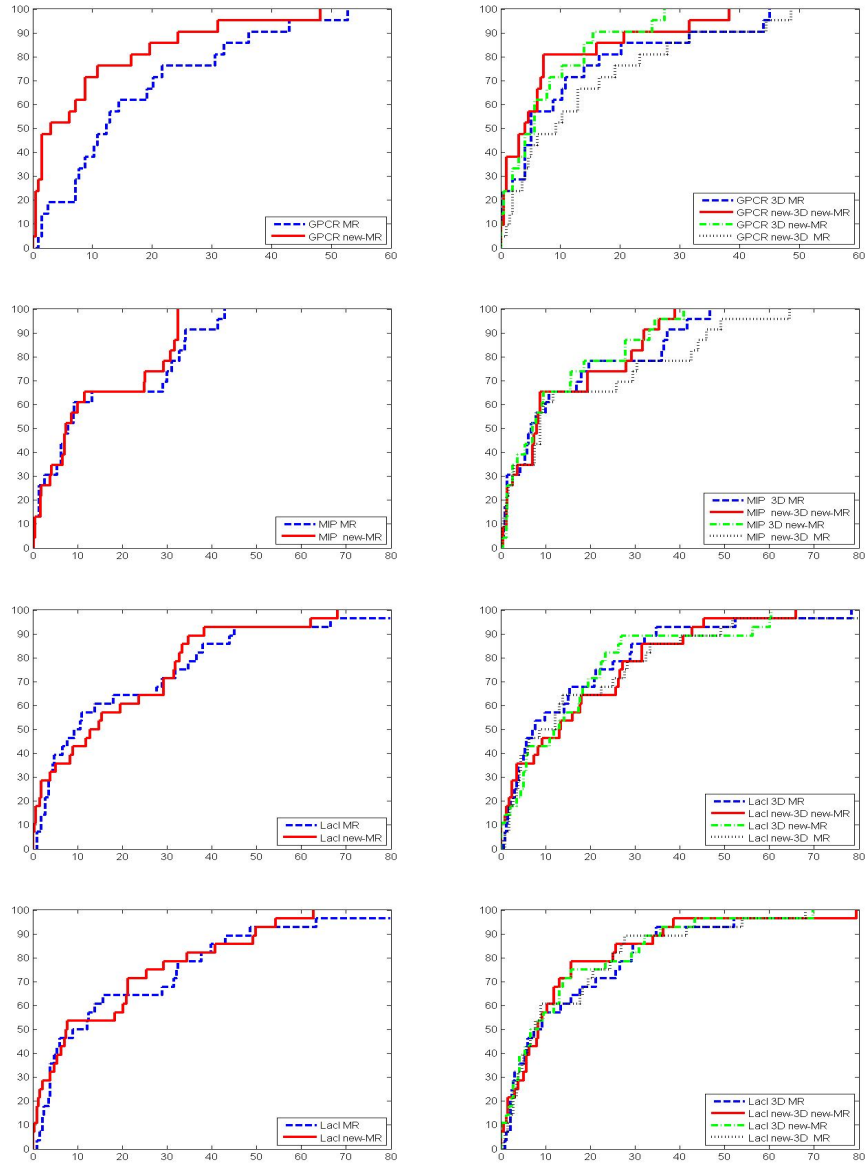 100
90
80
70
60
50
40
30
20
10
0
0 10 20 30 40 50 60
GPCR MR
GPCR new-MR
100
90
80
70
60
50
40
30
20
10
0
0 10 20 30 40 50 60
GPCR 3D MR
GPCR new-3D new-MR
GPCR 3D new-MR
GPCR new-3D MR
100
90
80
70
60
50
40
30
20
10
0
0 10 20 30 40 50 60 70 80
MIP MR
MIP new-MR
100
90
80
70
60
50
40
30
20
10
0
0 10 20 30 40 50 60 70 80
MIP 3D MR
MIP new-3D new-MR
MIP 3D new-MR
MIP new-3D MR
100
90
80
70
60
50
40
30
20
10
0
0 10 20 30 40 50 60 70 80
LacI MR
LacI new-MR
100
90
80
70
60
50
40
30
20
10
0
0 10 20 30 40 50 60 70 80
LacI 3D MR
LacI new-3D new-MR
LacI 3D new-MR
LacI new-3D MR
100
90
80
70
60
50
40
30
20
10
0
0 10 20 30 40 50 60 70 80
LacI MR
LacI new-MR
100
90
80
70
60
50
40
30
20
10
0
0 10 20 30 40 50 60 70 80
LacI 3D MR
LacI new-3D new-MR
LacI 3D new-MR
LacI new-3D MR